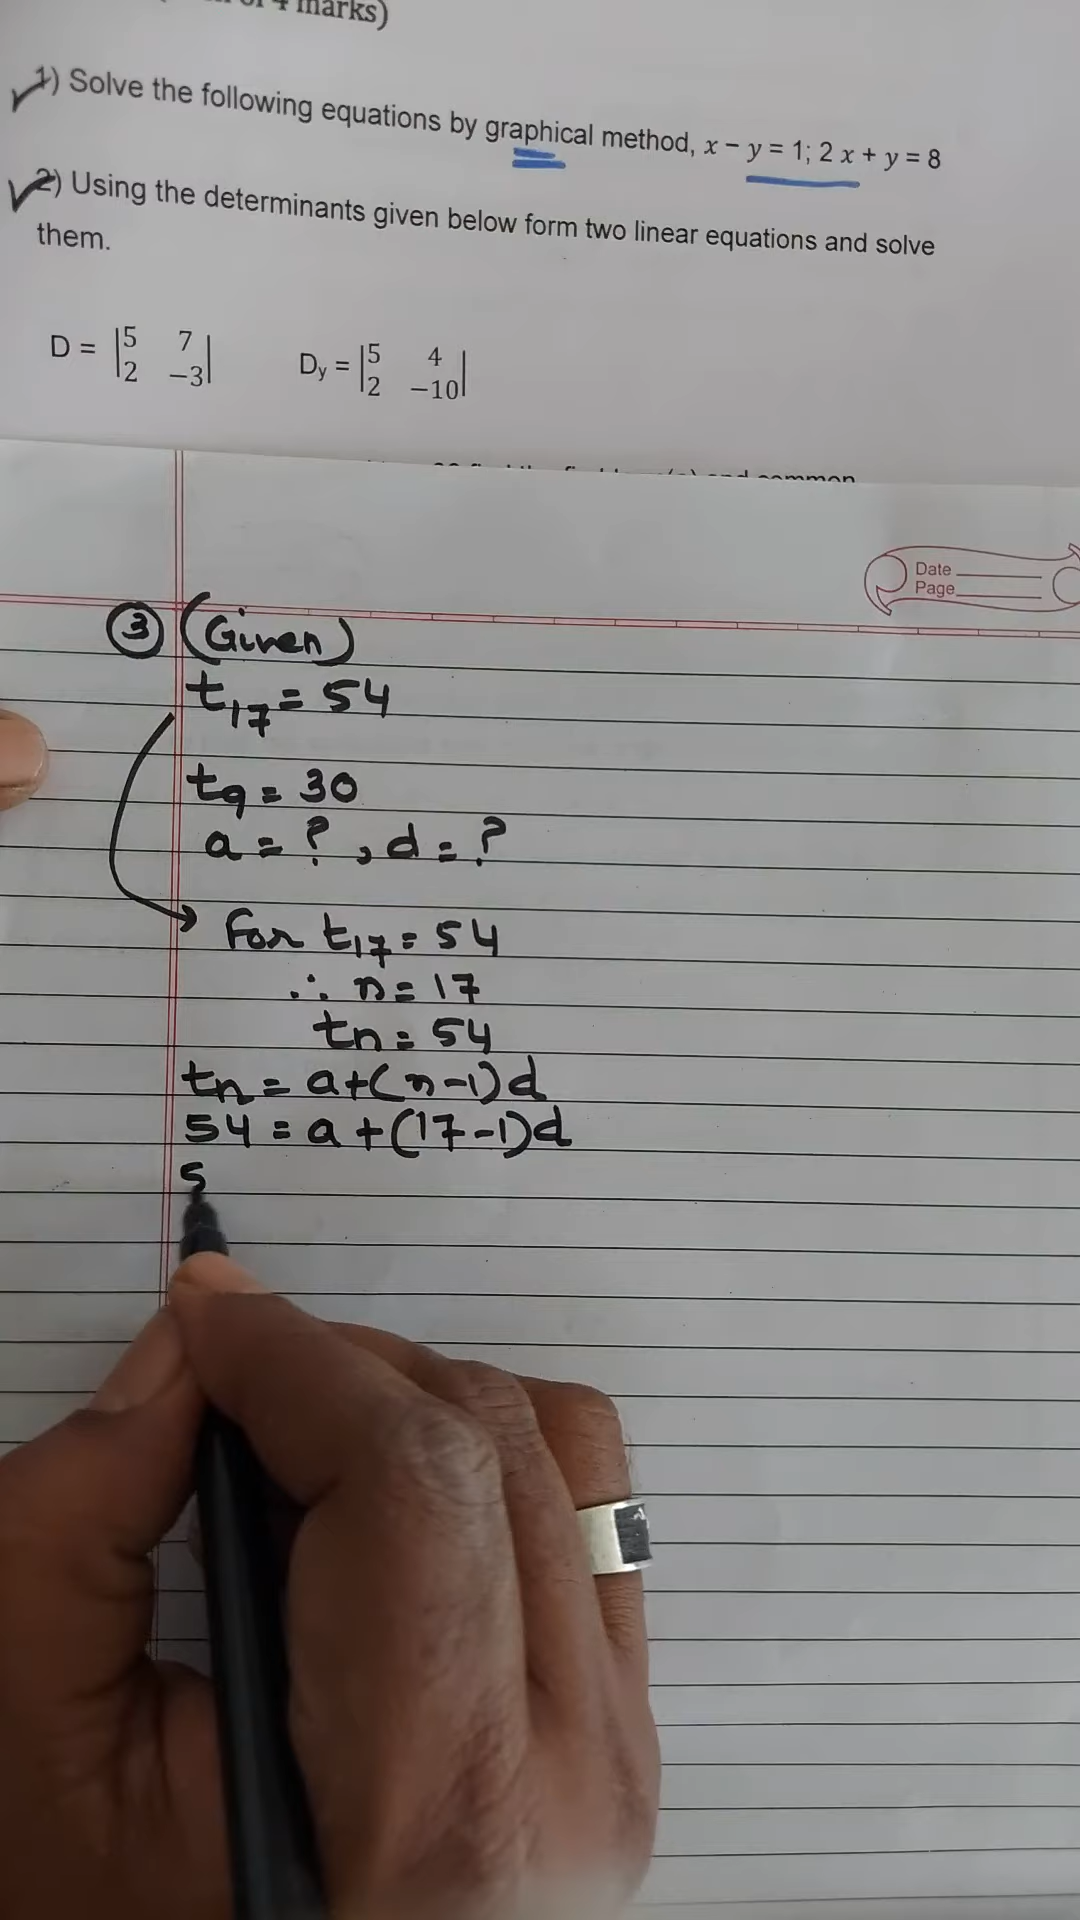 marks)
1) Solve the following equations by graphical method, x − y = 1; 2 x + y = 8
2) Using the determinants given below form two linear equations and solve
them.
D = |5 7
2 −3| Dy = |5 4
2 −10|
common
Date
Page
3 (Given)
t17 = 54
t9 = 30
a = ? , d = ?
For t17 = 54
∴ n = 17
tn = 54
tn = a+(n-1)d
54 = a +(17-1)d
5